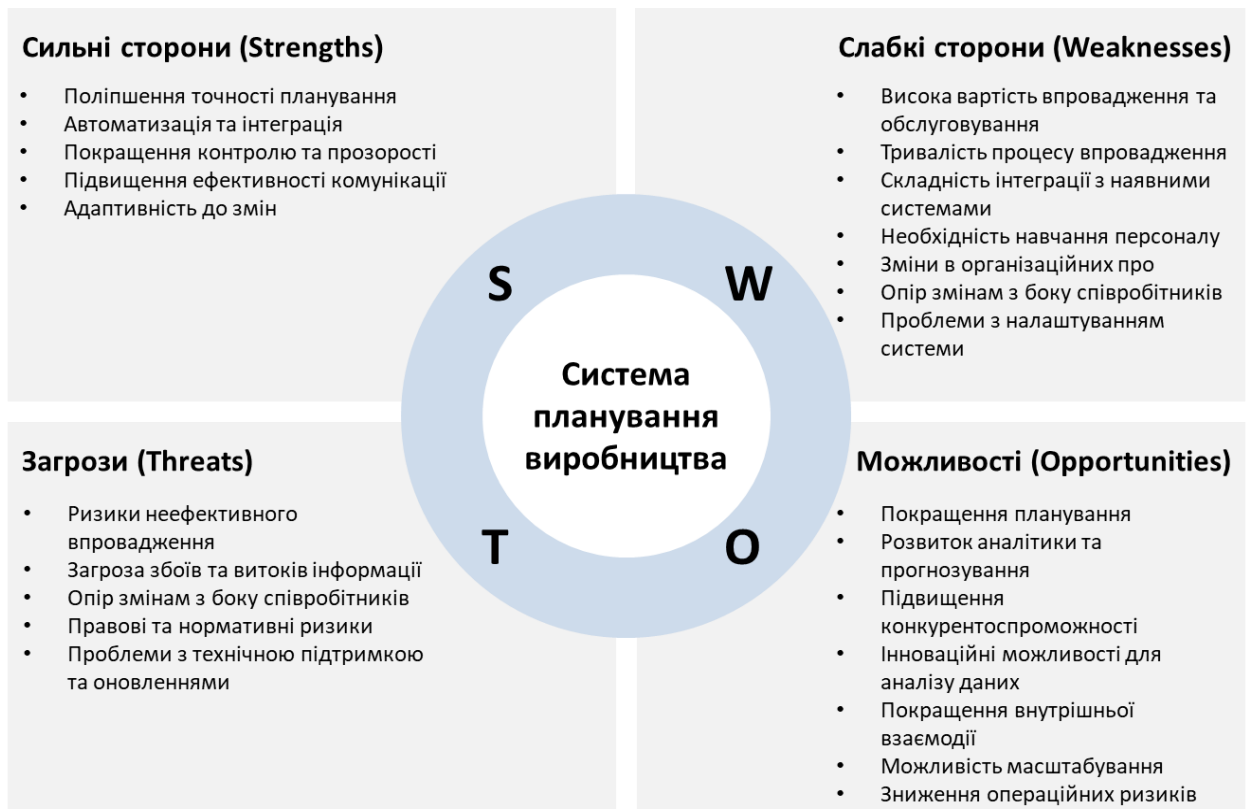 Сильні сторони (Strengths)
• Поліпшення точності планування
• Автоматизація та інтеграція
• Покращення контролю та прозорості
• Підвищення ефективності комунікації
• Адаптивність до змін
Слабкі сторони (Weaknesses)
• Висока вартість впровадження та
обслуговування
• Тривалість процесу впровадження
• Складність інтеграції з наявними
системами
• Необхідність навчання персоналу
• Зміни в організаційних про
• Опір змінам з боку співробітників
• Проблеми з налаштуванням
системи
S
W
Система
планування
виробництва
T
O
Загрози (Threats)
• Ризики неефективного
впровадження
• Загроза збоїв та витоків інформації
• Опір змінам з боку співробітників
• Правові та нормативні ризики
• Проблеми з технічною підтримкою
та оновленнями
Можливості (Opportunities)
• Покращення планування
• Розвиток аналітики та
прогнозування
• Підвищення
конкурентоспроможності
• Інноваційні можливості для
аналізу даних
• Покращення внутрішньої
взаємодії
• Можливість масштабування
• Зниження операційних ризиків